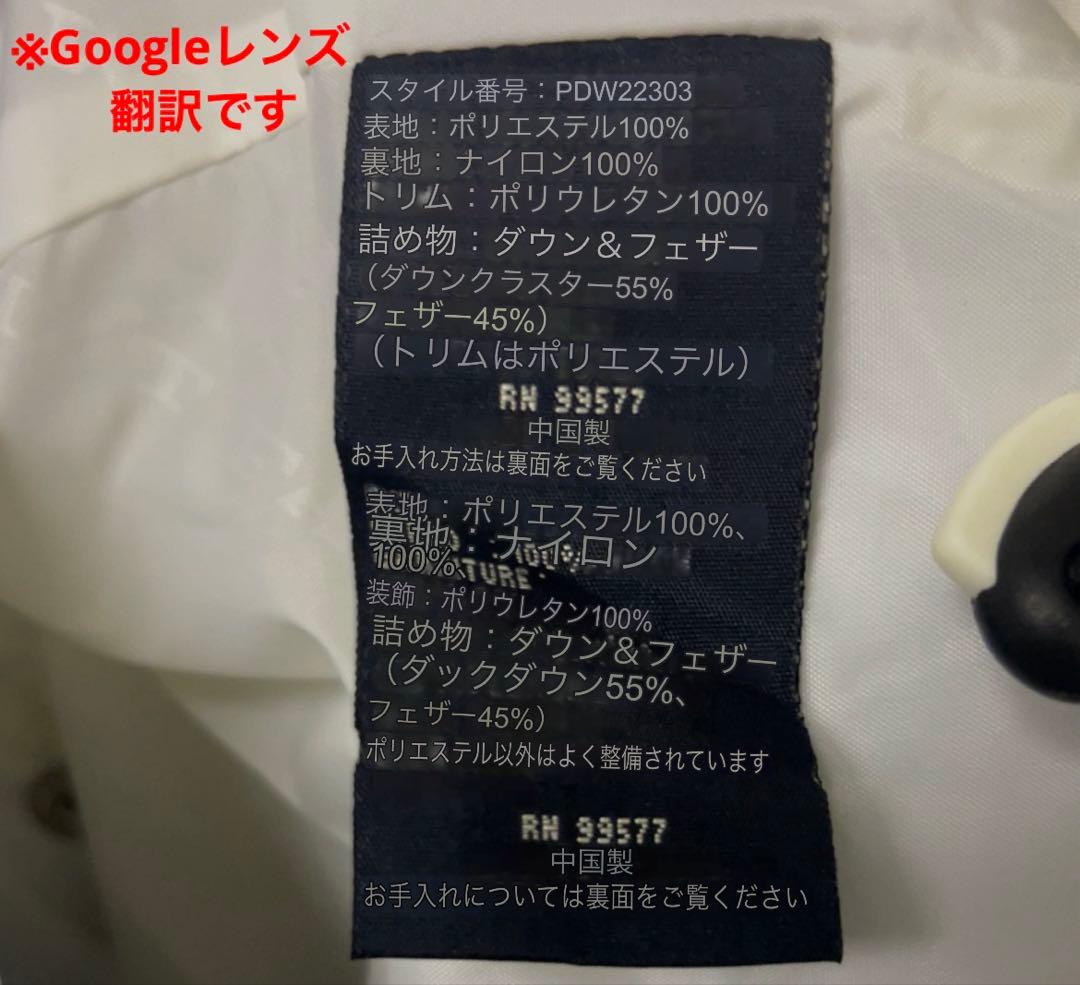 ※Googleレンズ
翻訳です
スタイル番号：PDW22303
表地：ポリエステル100%
裏地：ナイロン100%
トリム：ポリウレタン100%
詰め物：ダウン＆フェザー
（ダウンクラスター55%
フェザー45%）
（トリムはポリエステル）
RN 99577
中国製
お手入れ方法は裏面をご覧ください
表地：ポリエステル100%、
裏地：ナイロン
100%、
装飾：ポリウレタン100%
詰め物：ダウン＆フェザー
（ダックダウン55%、
フェザー45%）
ポリエステル以外はよく整備されています
RN 99577
中国製
お手入れについては裏面をご覧ください